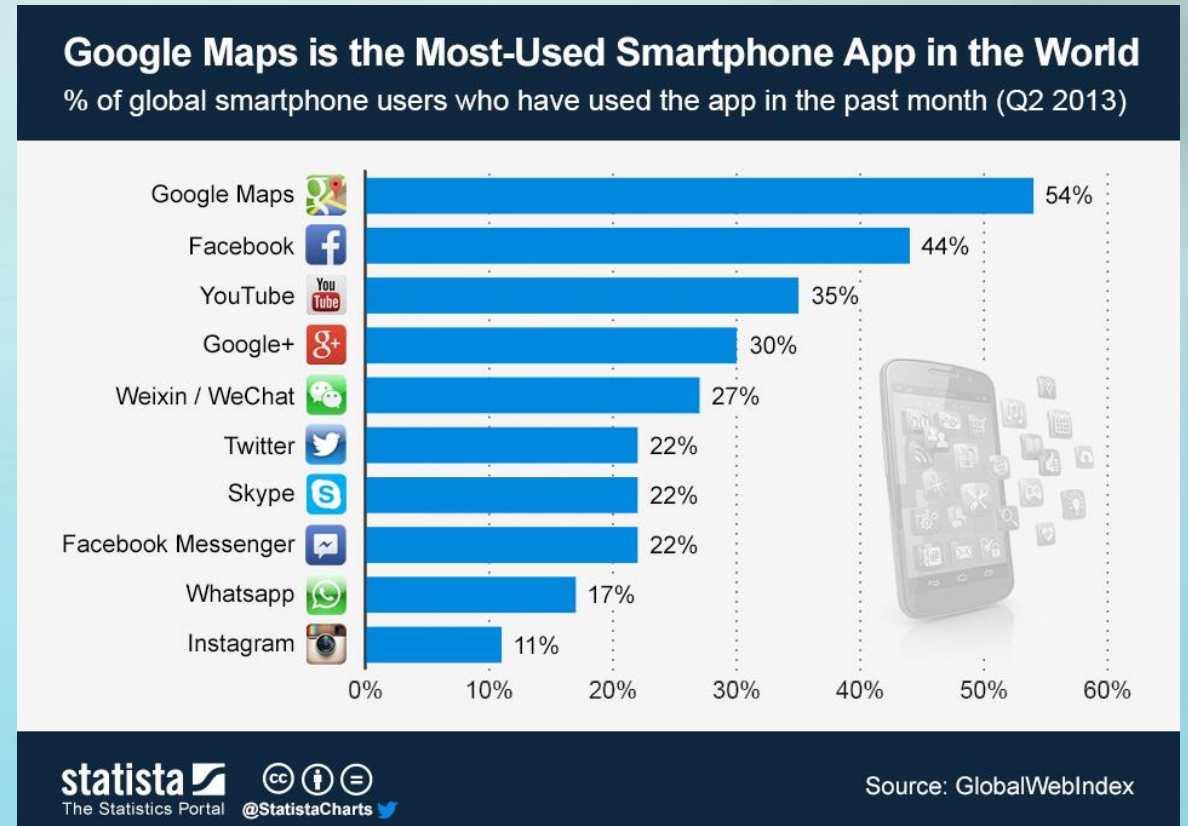 Google Maps is the Most-Used Smartphone App in the World
% of global smartphone users who have used the app in the past month (Q2 2013)
Google Maps 54%
Facebook 44%
YouTube You Tube 35%
Google+ 30%
Weixin / WeChat 27%
Twitter 22%
Skype 22%
Facebook Messenger 22%
Whatsapp 17%
Instagram 11%
0% 10% 20% 30% 40% 50% 60%
statista
The Statistics Portal @StatistaCharts
Source: GlobalWebIndex